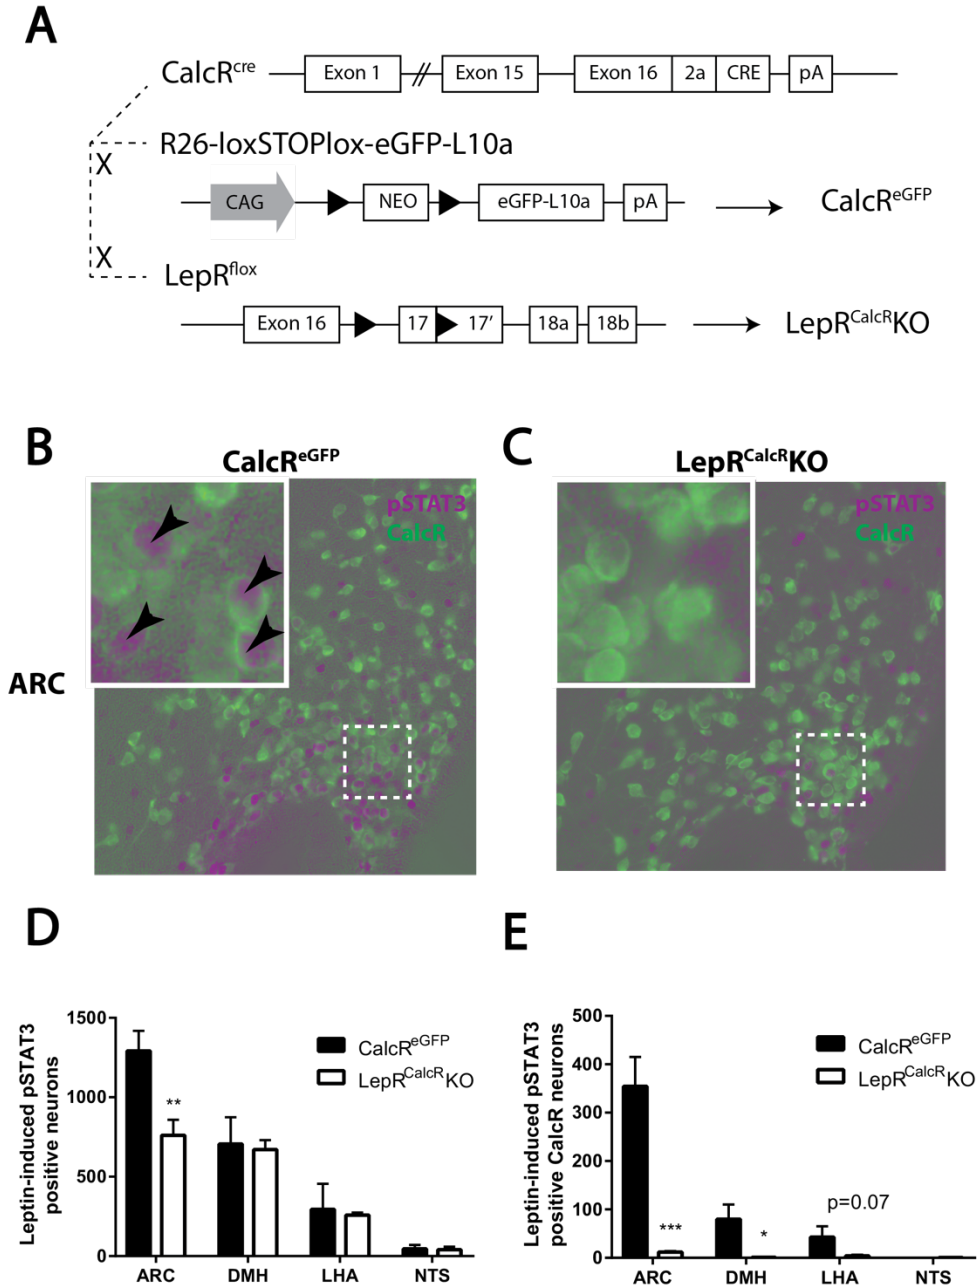 A
CalcR^cre
Exon 1 // Exon 15 Exon 16 2a CRE pA
X
R26-loxSTOPlox-eGFP-L10a
CAG NEO eGFP-L10a pA CalcR^eGFP
X
LepR^flox
Exon 16 17 17' 18a 18b LepR^CalcR KO
B
CalcR^eGFP
pSTAT3
CalcR
C
LepR^CalcR KO
pSTAT3
CalcR
ARC
D
Leptin-induced pSTAT3
positive neurons
1500
1000
500
0
CalcR^eGFP
LepR^CalcR KO
**
ARC DMH LHA NTS
E
Leptin-induced pSTAT3
positive CalcR neurons
500
400
300
200
100
0
CalcR^eGFP
LepR^CalcR KO
***
*
p=0.07
ARC DMH LHA NTS